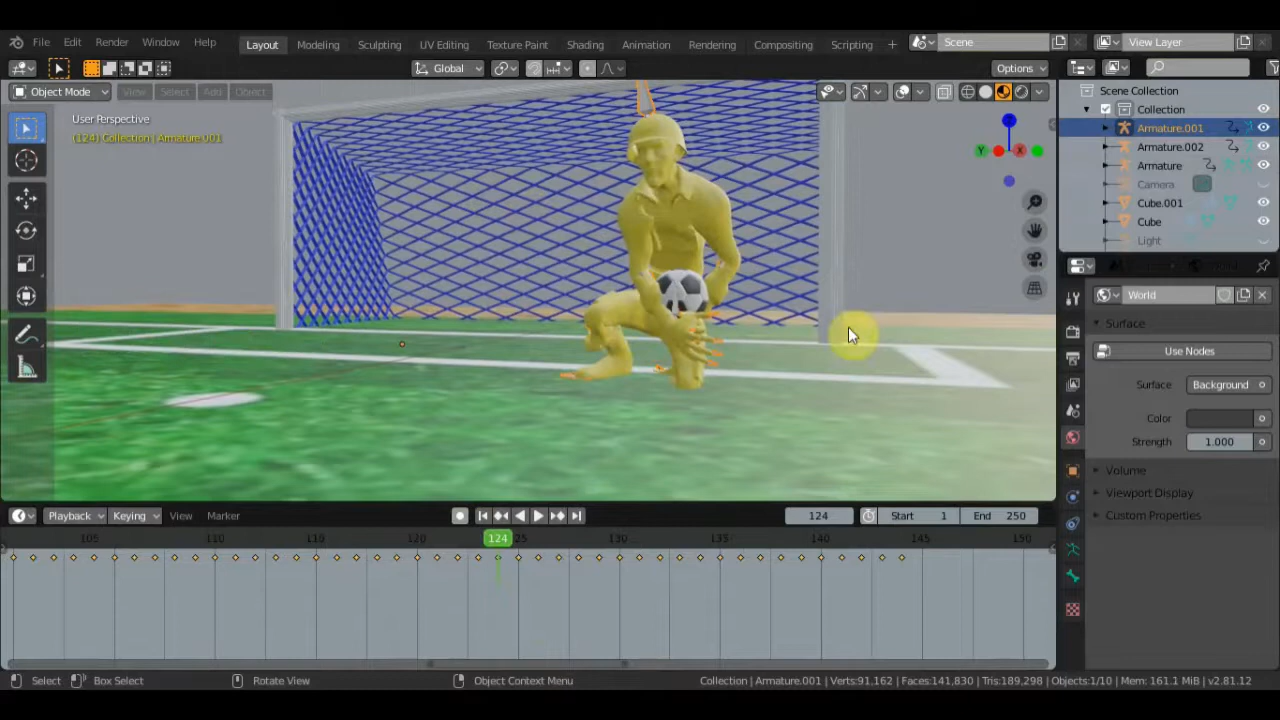 File Edit Render Window Help Layout Modeling Sculpting UV Editing Texture Paint Shading Animation Rendering Compositing Scripting + Scene View Layer
Global Options
Object Mode View Select Add Object
User Perspective
(124) Collection | Armature.001
Z
Y X
Scene Collection
Collection
Armature.001
Armature.002
Armature
Camera
Cube.001
Cube
Light
World
Surface
Use Nodes
Surface Background
Color
Strength 1.000
Volume
Viewport Display
Custom Properties
Playback Keying View Marker 124 Start 1 End 250
105 110 110 120 124 25 130 135 140 145 150
Select Box Select Rotate View Object Context Menu Collection | Armature.001 | Verts:91,162 | Faces:141,830 | Tris:189,298 | Objects:1/10 | Mem: 161.1 MiB | v2.81.12